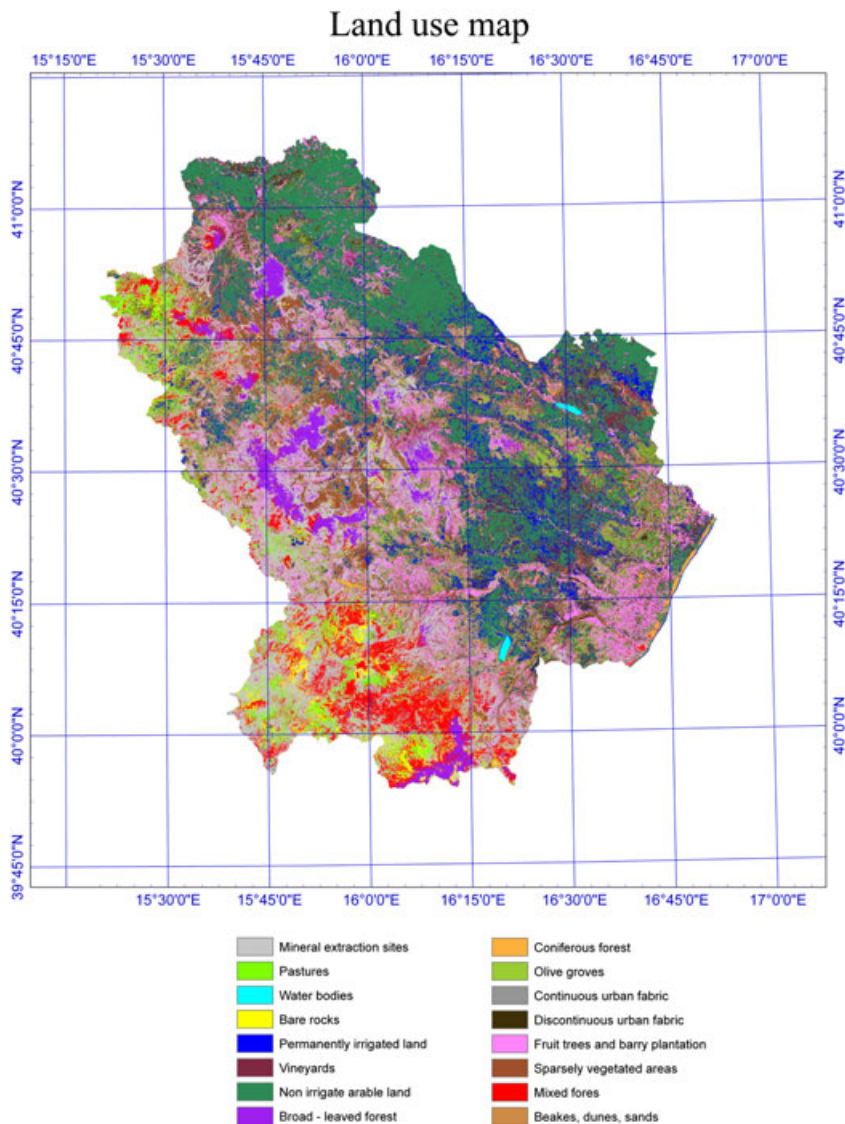 Land use map
15°15'0"E 15°30'0"E 15°45'0"E 16°0'0"E 16°15'0"E 16°30'0"E 16°45'0"E 17°0'0"E
41°0'0"N 41°0'0"N
40°45'0"N 40°45'0"N
40°30'0"N 40°30'0"N
40°15'0"N 40°15'0"N
40°0'0"N 40°0'0"N
39°45'0"N
15°30'0"E 15°45'0"E 16°0'0"E 16°15'0"E 16°30'0"E 16°45'0"E 17°0'0"E
Mineral extraction sites
Pastures
Water bodies
Bare rocks
Permanently irrigated land
Vineyards
Non irrigate arable land
Broad - leaved forest
Coniferous forest
Olive groves
Continuous urban fabric
Discontinuous urban fabric
Fruit trees and barry plantation
Sparsely vegetated areas
Mixed fores
Beakes, dunes, sands